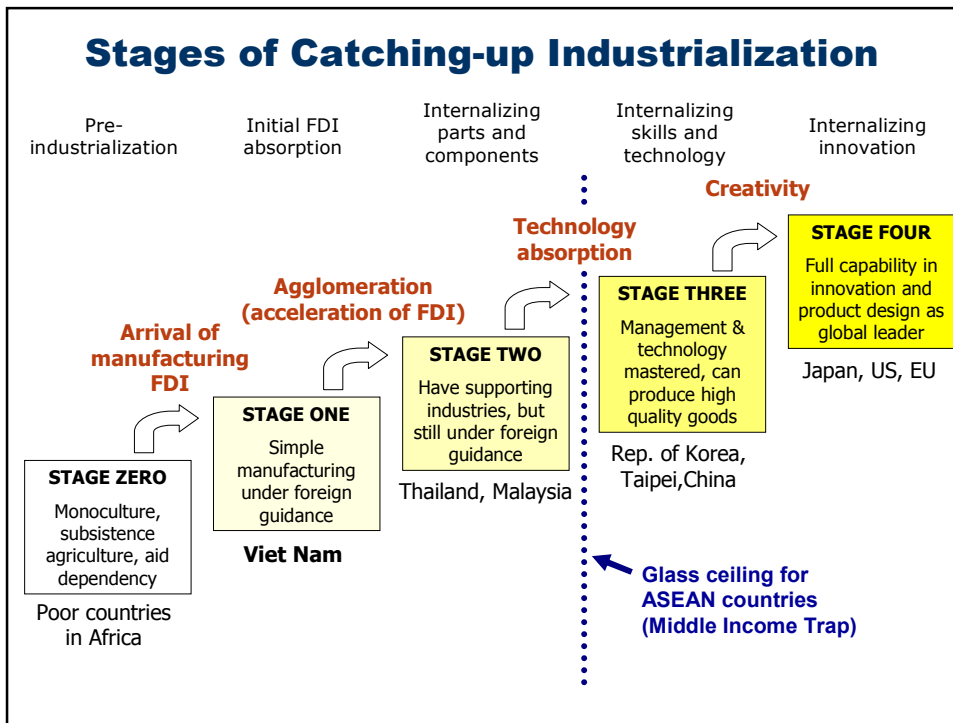 Stages of Catching-up Industrialization
Pre-
industrialization
Initial FDI
absorption
Internalizing
parts and
components
Internalizing
skills and
technology
Internalizing
innovation
Arrival of
manufacturing
FDI
Agglomeration
(acceleration of FDI)
Technology
absorption
Creativity
STAGE ZERO
Monoculture,
subsistence
agriculture, aid
dependency
Poor countries
in Africa
STAGE ONE
Simple
manufacturing
under foreign
guidance
Viet Nam
STAGE TWO
Have supporting
industries, but
still under foreign
guidance
Thailand, Malaysia
STAGE THREE
Management &
technology
mastered, can
produce high
quality goods
Rep. of Korea,
Taipei,China
STAGE FOUR
Full capability in
innovation and
product design as
global leader
Japan, US, EU
Glass ceiling for
ASEAN countries
(Middle Income Trap)